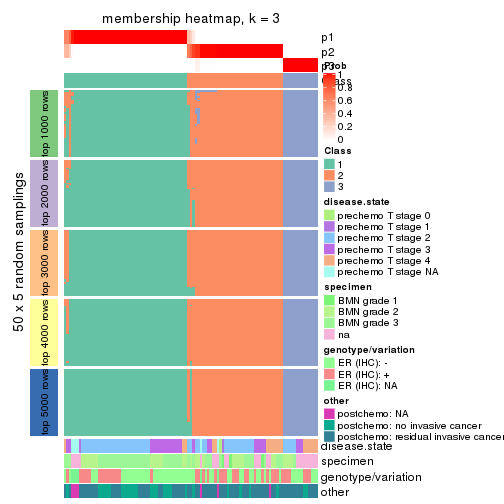 membership heatmap, k = 3
p1
p2
p3
Prob
1
0.8
0.6
0.4
0.2
0
Class
Class
1
2
3
disease.state
prechemo T stage 0
prechemo T stage 1
prechemo T stage 2
prechemo T stage 3
prechemo T stage 4
prechemo T stage NA
specimen
BMN grade 1
BMN grade 2
BMN grade 3
na
genotype/variation
ER (IHC): -
ER (IHC): +
ER (IHC): NA
other
postchemo: NA
postchemo: no invasive cancer
postchemo: residual invasive cancer
50 x 5 random samplings
top 1000 rows
top 2000 rows
top 3000 rows
top 4000 rows
top 5000 rows
disease.state
specimen
genotype/variation
other